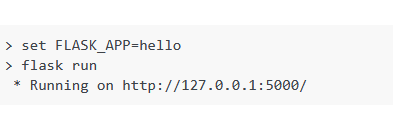 > set FLASK_APP=hello
> flask run
 * Running on http://127.0.0.1:5000/